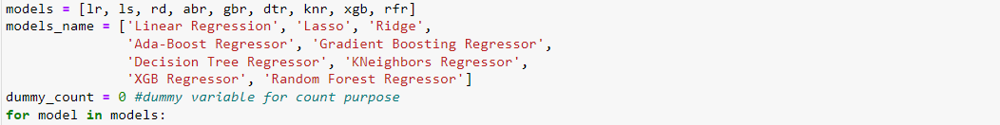 models = [lr, ls, rd, abr, gbr, dtr, knr, xgb, rfr]
models_name = ['Linear Regression', 'Lasso', 'Ridge',
'Ada-Boost Regressor', 'Gradient Boosting Regressor',
'Decision Tree Regressor', 'KNeighbors Regressor',
'XGB Regressor', 'Random Forest Regressor']
dummy_count = 0 #dummy variable for count purpose
for model in models: